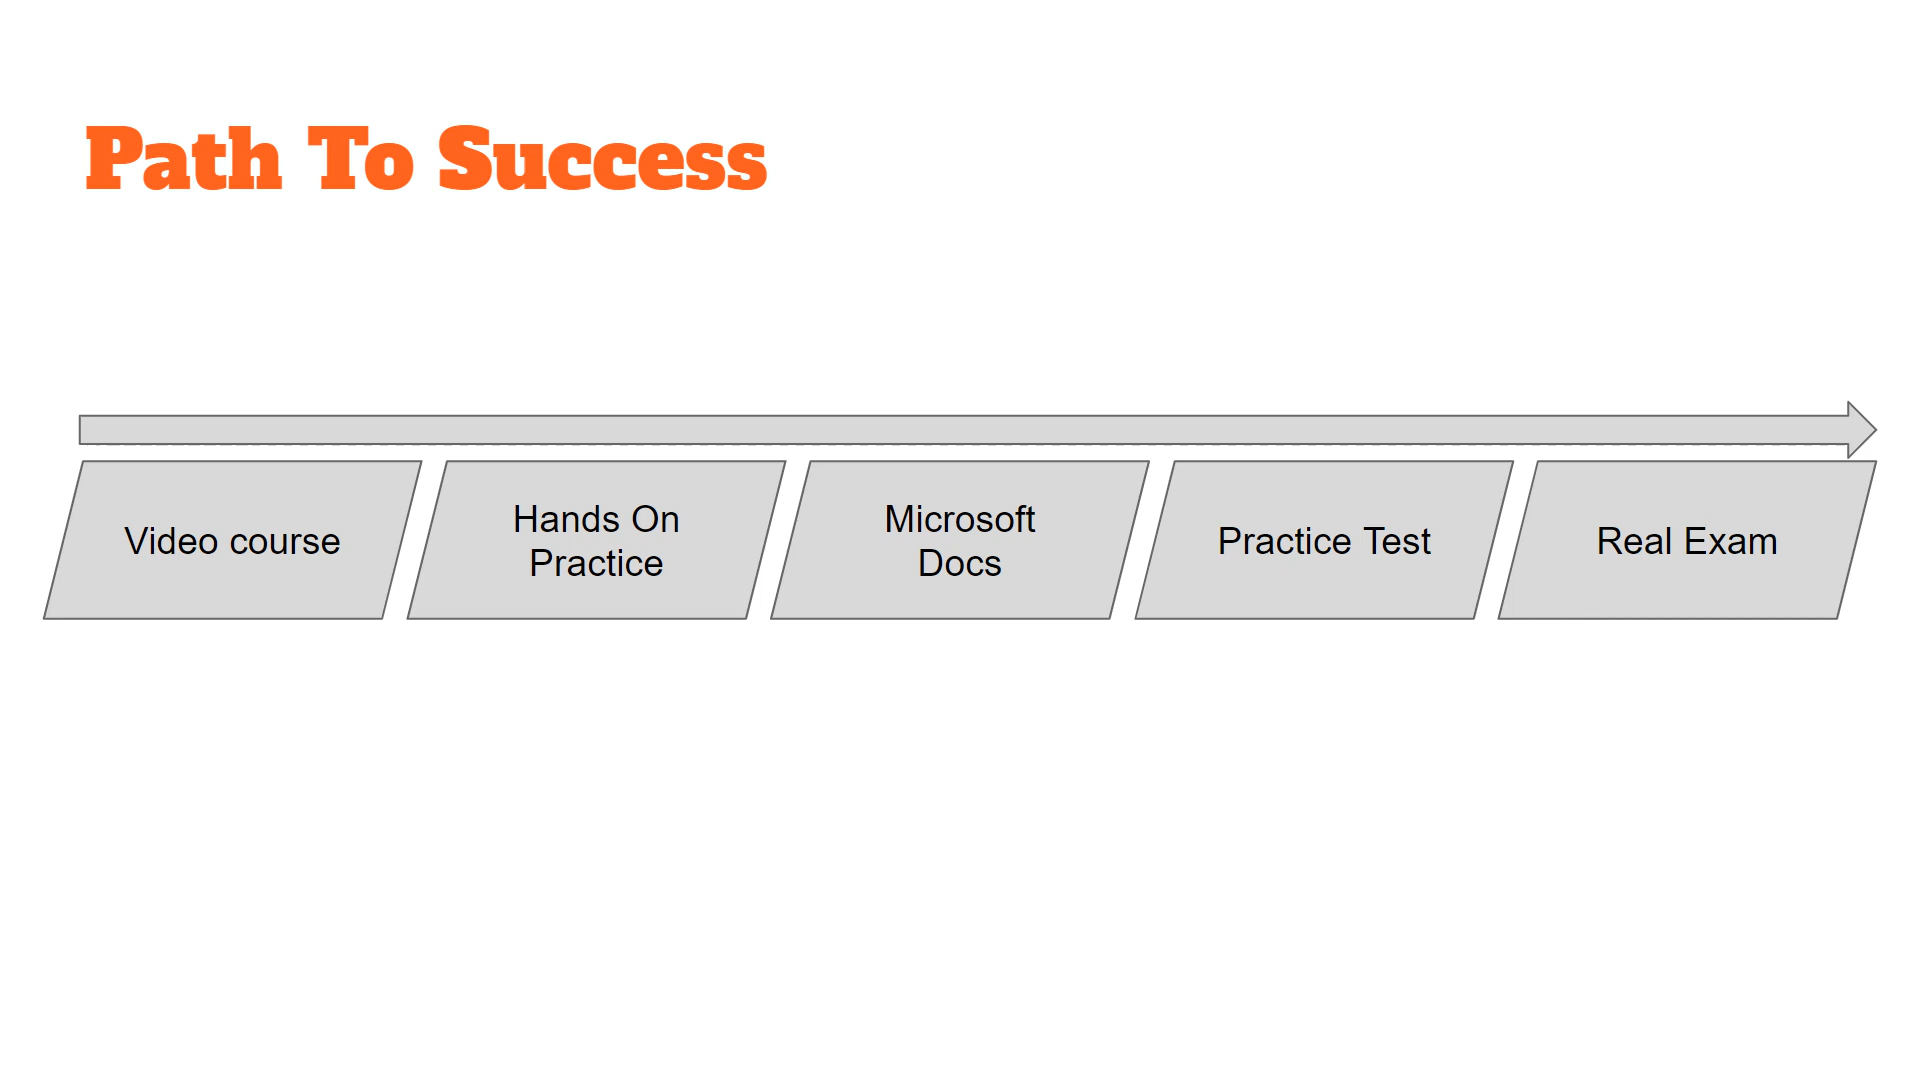 Path To Success
Video course
Hands On
Practice
Microsoft
Docs
Practice Test
Real Exam